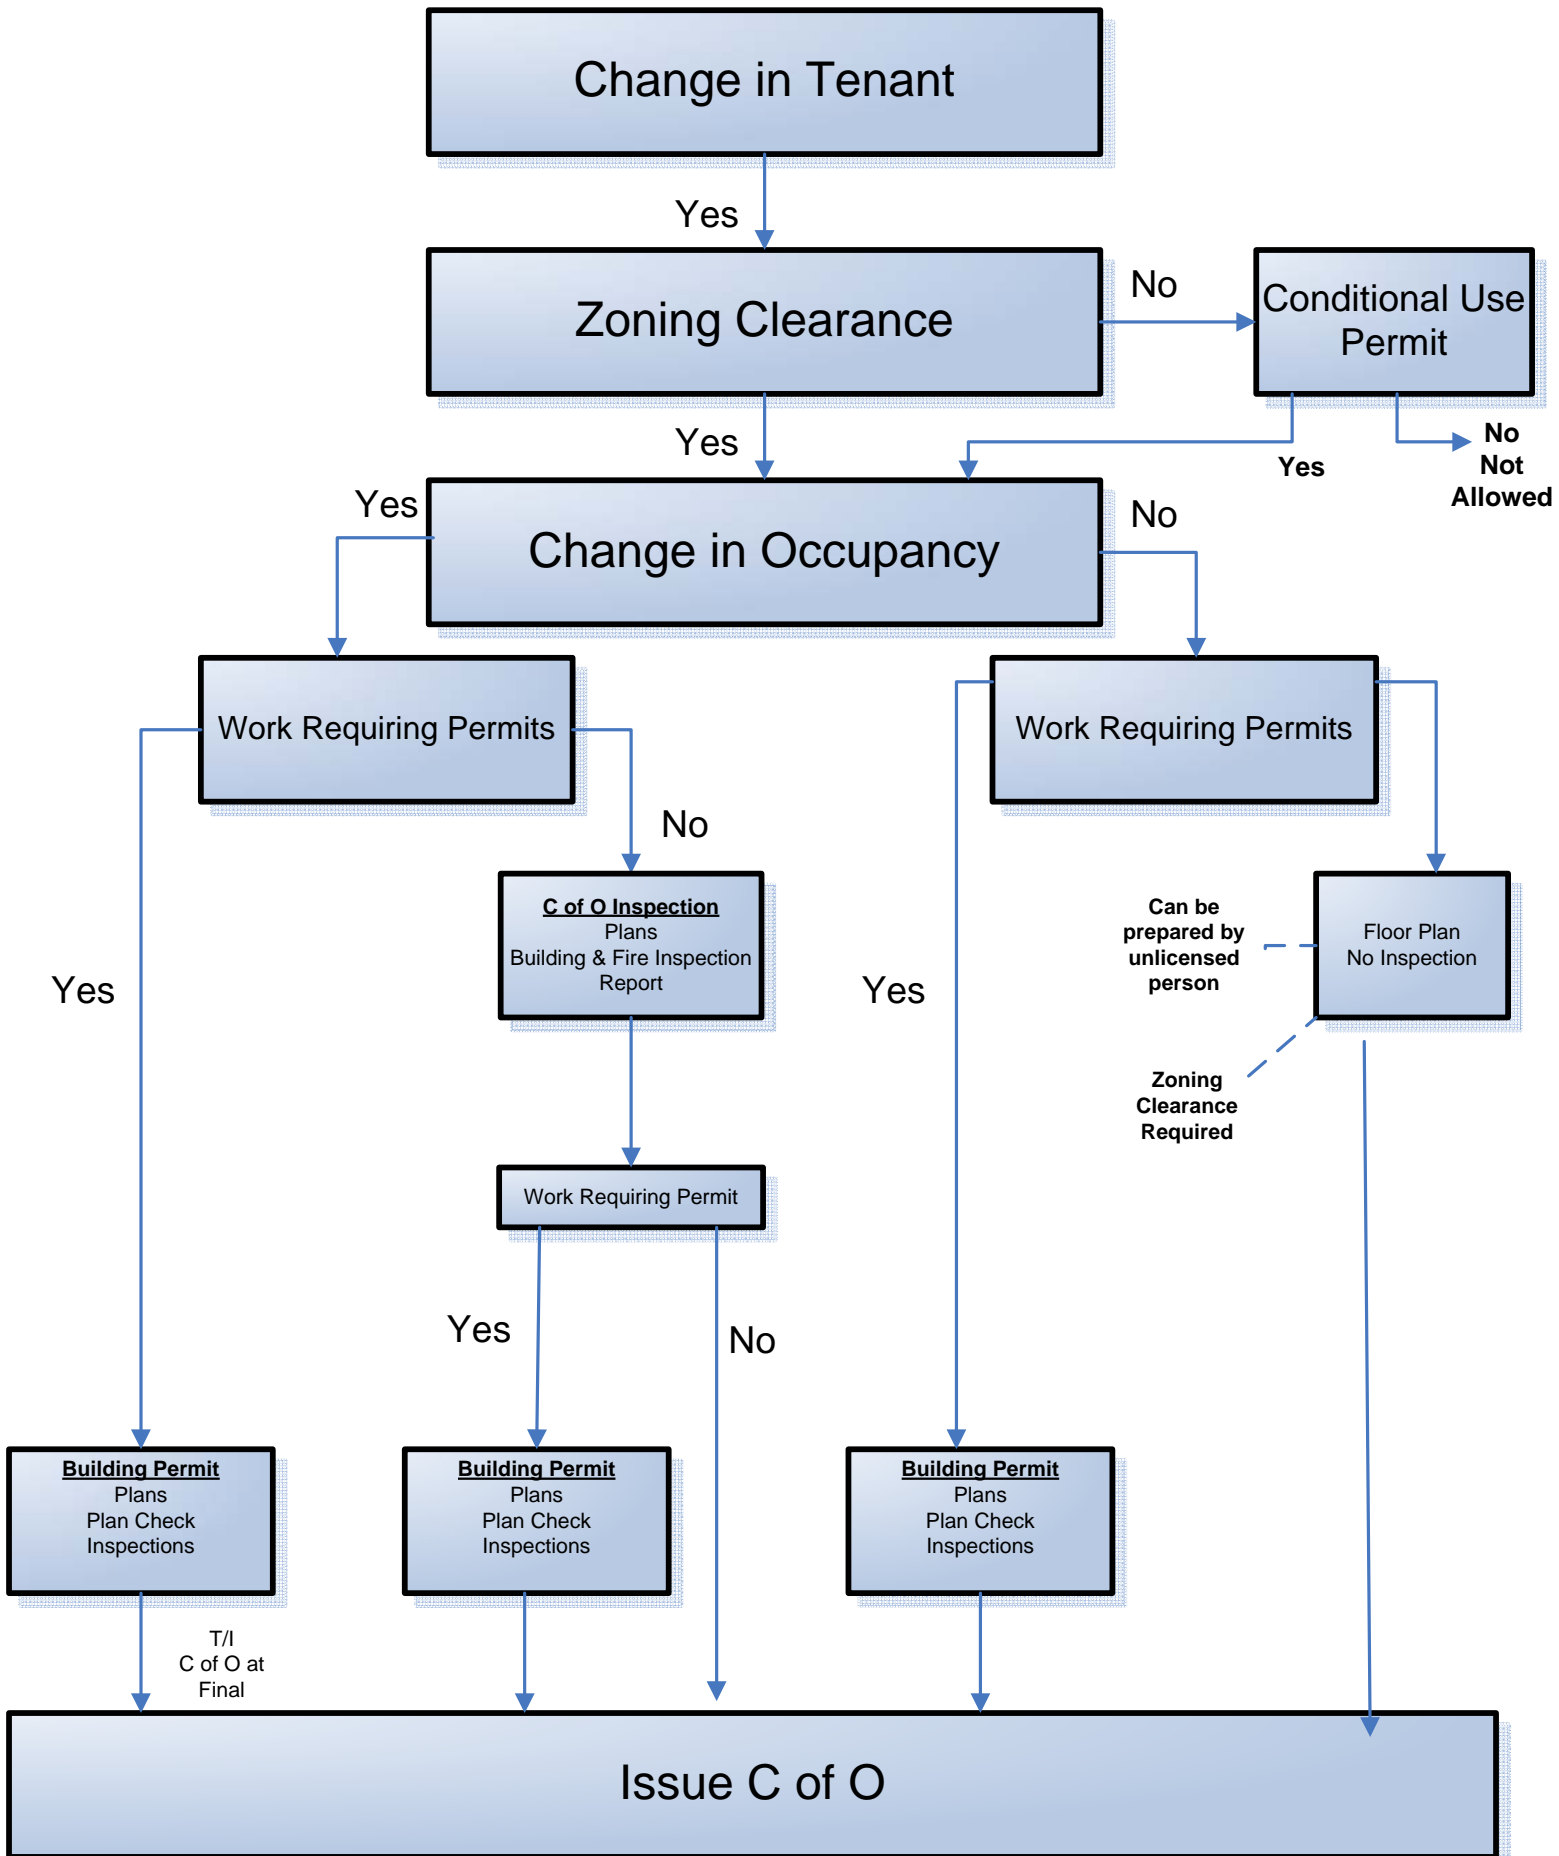 Change in Tenant
Yes
Zoning Clearance
No
Conditional Use
Permit
Yes
Yes
No
Not
Allowed
Yes
Change in Occupancy
No
Work Requiring Permits
Work Requiring Permits
No
C of O Inspection
Plans
Building & Fire Inspection
Report
Can be
prepared by
unlicensed
person
Floor Plan
No Inspection
Yes
Yes
Zoning
Clearance
Required
Work Requiring Permit
Yes
No
Building Permit
Plans
Plan Check
Inspections
Building Permit
Plans
Plan Check
Inspections
Building Permit
Plans
Plan Check
Inspections
T/I
C of O at
Final
Issue C of O